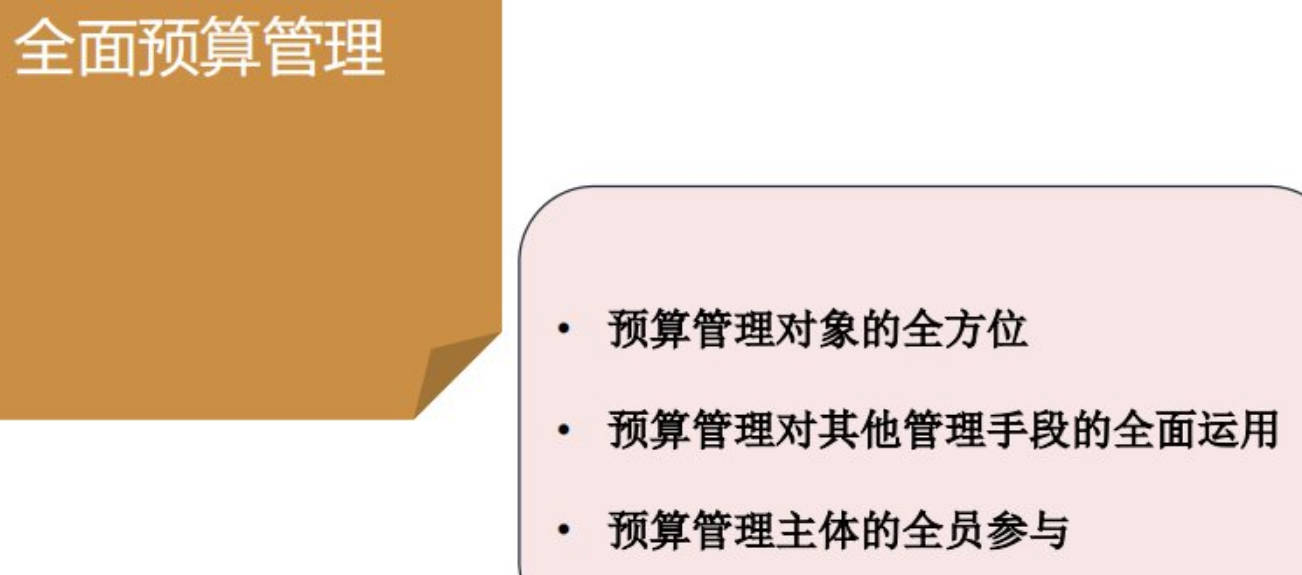 全面预算管理
• 预算管理对象的全方位
• 预算管理对其他管理手段的全面运用
• 预算管理主体的全员参与